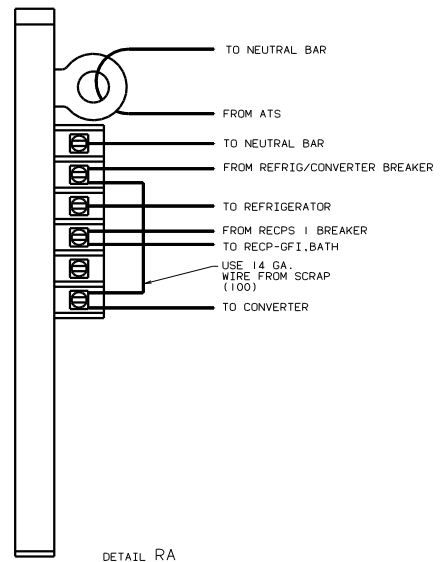 TO NEUTRAL BAR
FROM ATS
TO NEUTRAL BAR
FROM REFRIG/CONVERTER BREAKER
TO REFRIGERATOR
FROM RECPS 1 BREAKER
TO RECP-GFI,BATH
USE 14 GA.
WIRE FROM SCRAP
(100)
TO CONVERTER
DETAIL RA